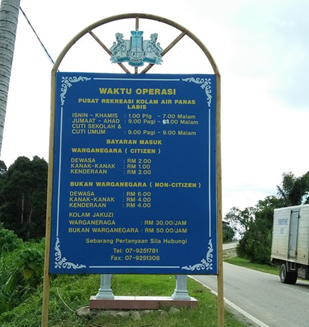 WAKTU OPERASI
PUSAT REKREASI KOLAM AIR PANAS
LABIS
ISNIN - KHAMIS : 1.00 Ptg - 7.00 Malam
JUMAAT - AHAD : 9.00 Pagi - Malam
CUTI SEKOLAH &
CUTI UMUM : 9.00 Pagi - 9.00 Malam
BAYARAN MASUK
WARGANEGARA ( CITIZEN )
DEWASA : RM 2.00
KANAK-KANAK : RM 1.00
KENDERAAN : RM 3.00
BUKAN WARGANEGARA ( NON-CITIZEN )
DEWASA : RM 6.00
KANAK-KANAK : RM 4.00
KENDERAAN : RM 4.00
KOLAM JAKUZI
WARGANEGARA : RM 30.00/JAM
BUKAN WARGANEGARA : RM 50.00/JAM
Sebarang Pertanyaan Sila Hubungi
Tel: 07-9251781
Fax: 07-9251308